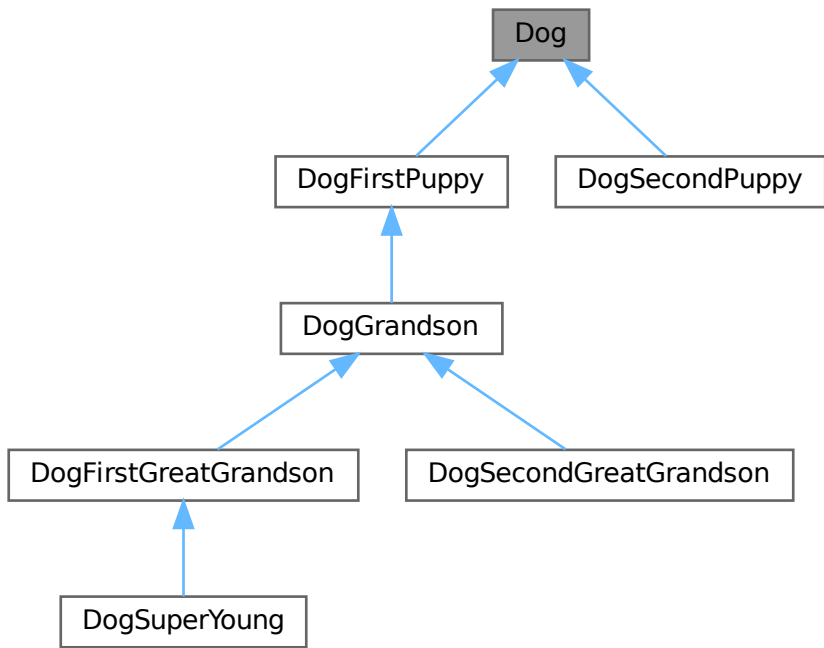 Dog
DogFirstPuppy
DogSecondPuppy
DogGrandson
DogFirstGreatGrandson
DogSecondGreatGrandson
DogSuperYoung